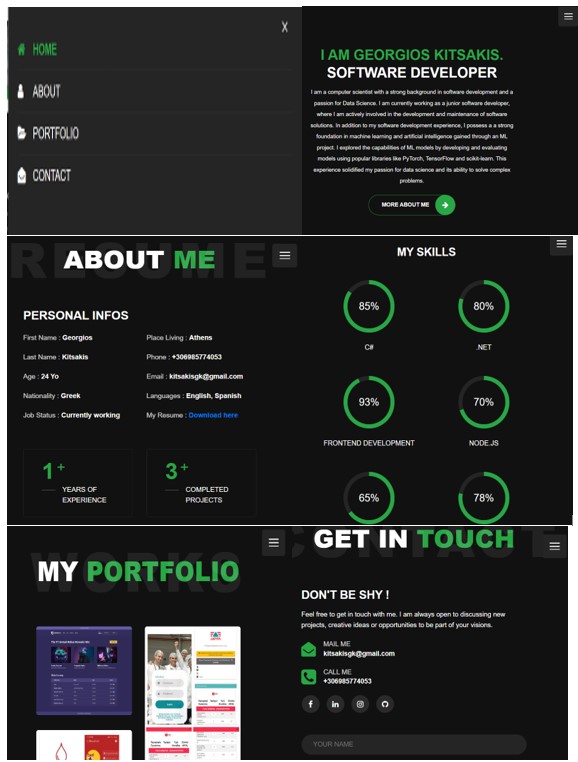 X
HOME
ABOUT
PORTFOLIO
CONTACT
I AM GEORGIOS KITSAKIS.
SOFTWARE DEVELOPER
I am a computer scientist with a strong background in software development and a
passion for Data Science. I am currently working as a junior software developer,
where I am actively involved in the development and maintenance of software
solutions. In addition to my software development experience, I possess a a strong
foundation in machine learning and artificial intelligence gained through an ML
project. I explored the capabilities of ML models by developing and evaluating
models using popular libraries like PyTorch, TensorFlow and scikit-learn. This
experience solidified my passion for data science and its ability to solve complex
problems.
MORE ABOUT ME
RESUME
ABOUT ME
PERSONAL INFOS
First Name : Georgios
Last Name : Kitsakis
Age : 24 Yo
Nationality : Greek
Job Status : Currently working
Place Living : Athens
Phone : +306985774053
Email : kitsakisgk@gmail.com
Languages : English, Spanish
My Resume : Download here
1+
YEARS OF
EXPERIENCE
3+
COMPLETED
PROJECTS
MY SKILLS
85%
C#
80%
.NET
93%
FRONTEND DEVELOPMENT
70%
NODE.JS
65%
78%
WORKS
MY PORTFOLIO
CONTACT
GET IN TOUCH
DON'T BE SHY !
Feel free to get in touch with me. I am always open to discussing new
projects, creative ideas or opportunities to be part of your visions.
MAIL ME
kitsakisgk@gmail.com
CALL ME
+306985774053
YOUR NAME